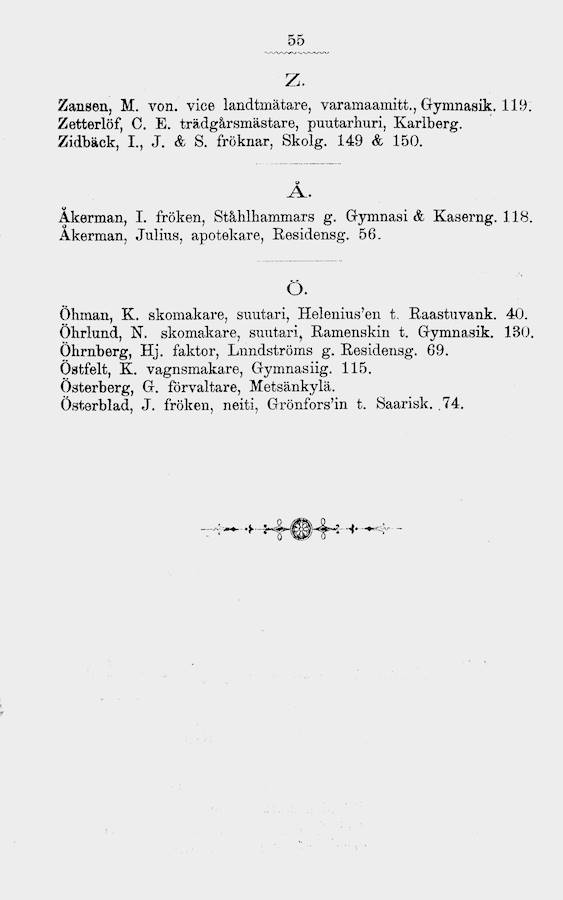 55
Z.
Zansen, M. von. vice landtmätare, varamaamitt., Gymnasik. 119.
Zetterlöf, C. E. trädgårsmästare, puutarhuri, Karlberg.
Zidbäck, I., J. & S. fröknar, Skolg. 149 & 150.
Å.
Åkerman, I. fröken, Ståhlhammars g. Gymnasi & Kaserng. 118.
Åkerman, Julius, apotekare, Residensg. 56.
Ö.
Öhman, K. skomakare, suutari, Helenius'en t. Raastuvank. 40.
Öhrlund, N. skomakare, suutari, Ramenskin t. Gymnasik. 130.
Öhrnberg, Hj. faktor, Lundströms g. Residensg. 69.
Östfelt, K. vagnsmakare, Gymnasiig. 115.
Österberg, G. förvaltare, Metsänkylä.
Österblad, J. fröken, neiti, Grönfors'in t. Saarisk. 74.